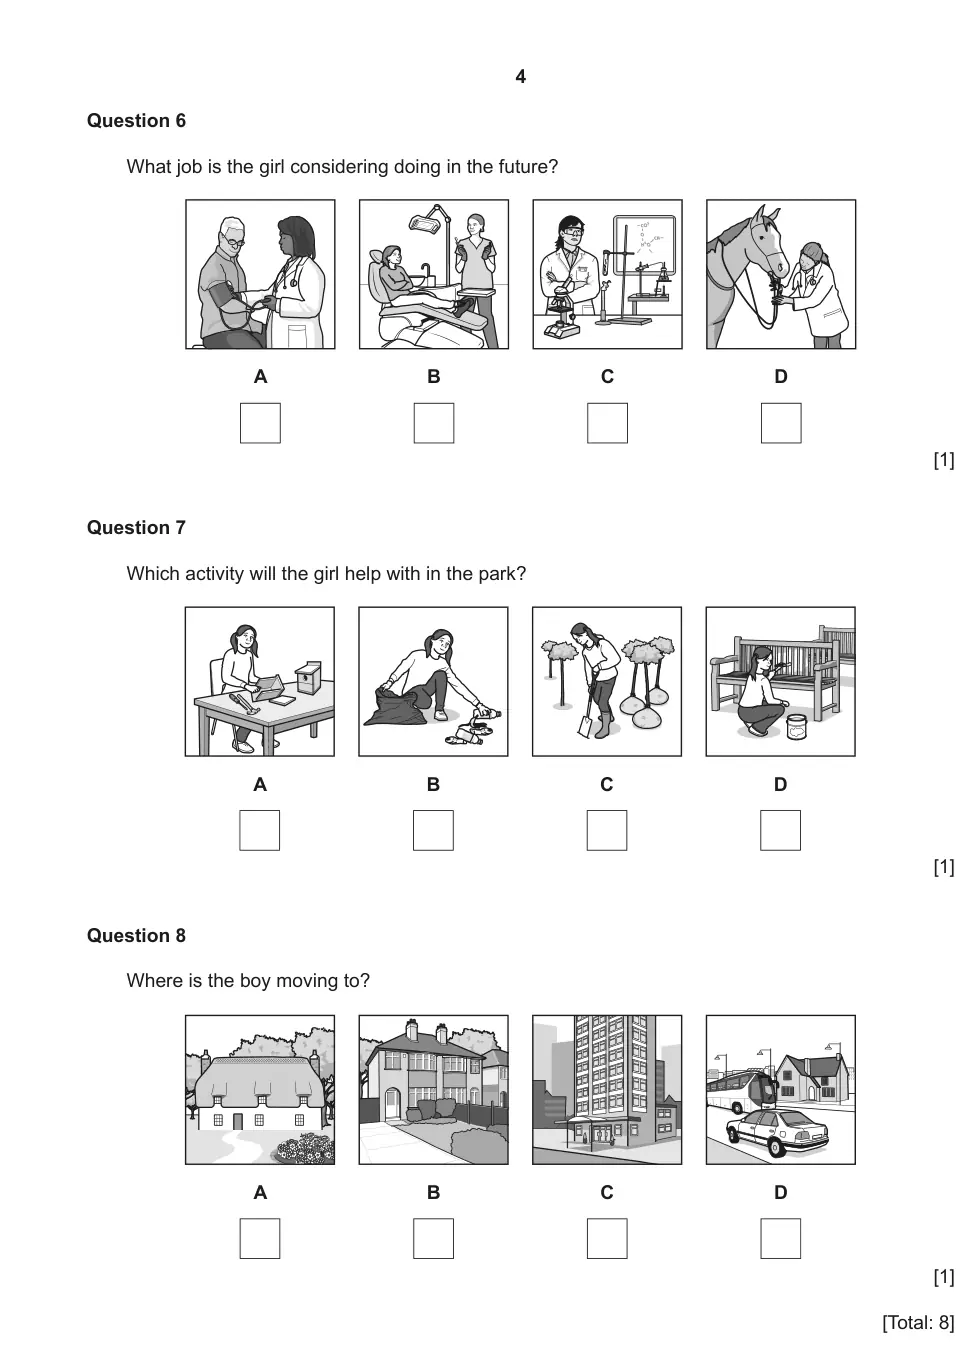 4
Question 6
What job is the girl considering doing in the future?
A B C D
[1]
Question 7
Which activity will the girl help with in the park?
A B C D
[1]
Question 8
Where is the boy moving to?
A B C D
[1]
[Total: 8]